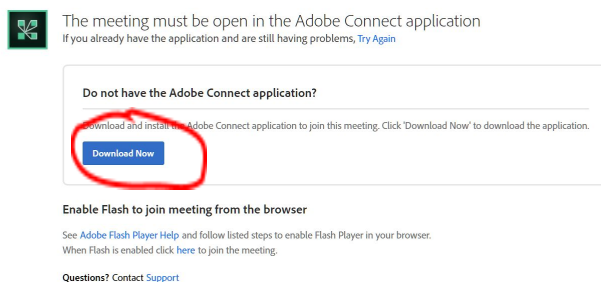 The meeting must be open in the Adobe Connect application
If you already have the application and are still having problems, Try Again
Do not have the Adobe Connect application?
Download and install the Adobe Connect application to join this meeting. Click 'Download Now' to download the application.
Download Now
Enable Flash to join meeting from the browser
See Adobe Flash Player Help and follow listed steps to enable Flash Player in your browser.
When Flash is enabled click here to join the meeting.
Questions? Contact Support